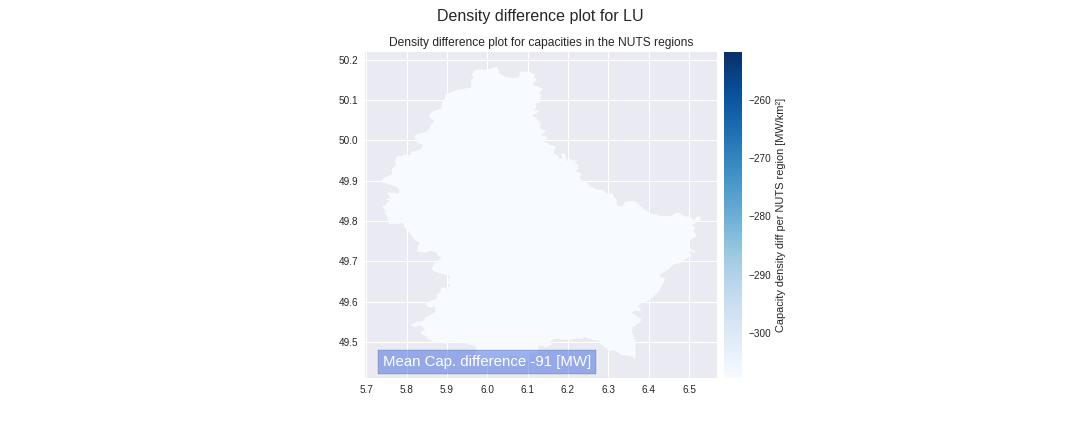 Density difference plot for LU
Density difference plot for capacities in the NUTS regions
50.2
50.1
50.0
49.9
49.8
49.7
49.6
49.5
5.7 5.8 5.9 6.0 6.1 6.2 6.3 6.4 6.5
Mean Cap. difference -91 [MW]
−260
−270
−280
−290
−300
Capacity density diff per NUTS region [MW/km²]